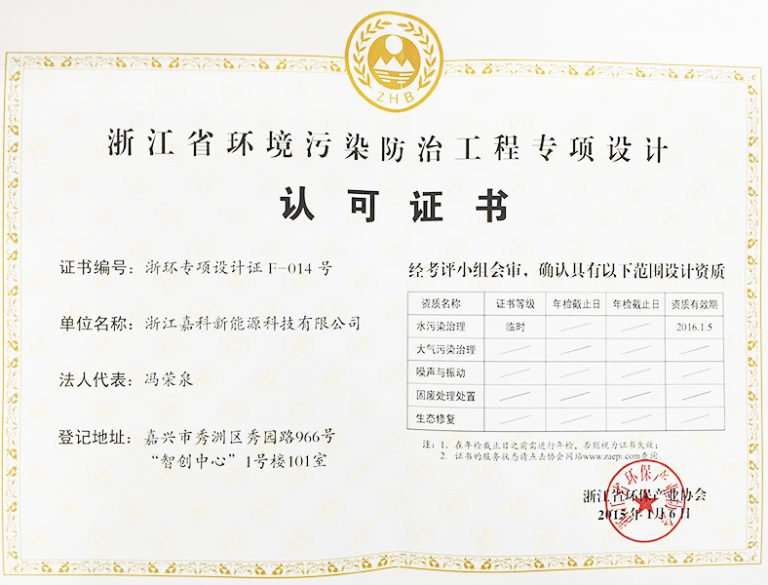 ZHB
浙江省环境污染防治工程专项设计
认可证书
证书编号：浙环专项设计证 F-014 号
单位名称：浙江嘉科新能源科技有限公司
法人代表：冯荣泉
登记地址：嘉兴市秀洲区秀园路966号
“智创中心”1号楼101室
经考评小组会审，确认具有以下范围设计资质
资质名称 证书等级 年检截止日 年检截止日 资质有效期
水污染治理 临时 2016.1.5
大气污染治理
噪声与振动
固废处理处置
生态修复
注：1、在年检截止日之前需进行年检，否则视为证书失效；
2、证书的服务状态请点击协会网站www.zaepi.com查询
浙江省环保产业协会
2015年1月6日
浙江省环保产业协会